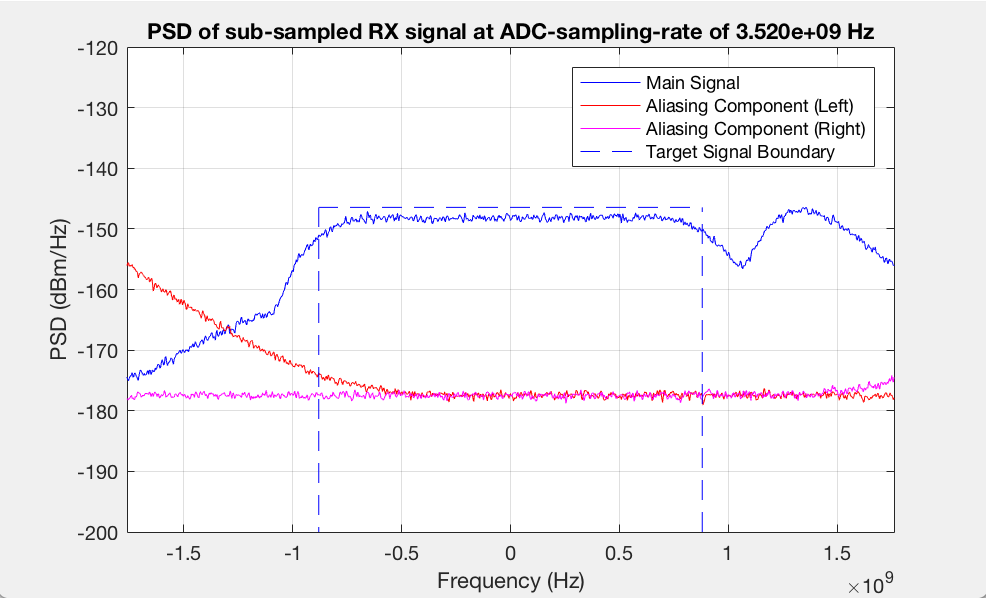 PSD of sub-sampled RX signal at ADC-sampling-rate of 3.520e+09 Hz
Main Signal
Aliasing Component (Left)
Aliasing Component (Right)
Target Signal Boundary
PSD (dBm/Hz)
-120
-130
-140
-150
-160
-170
-180
-190
-200
-1.5 -1 -0.5 0 0.5 1 1.5
Frequency (Hz)
×10⁹